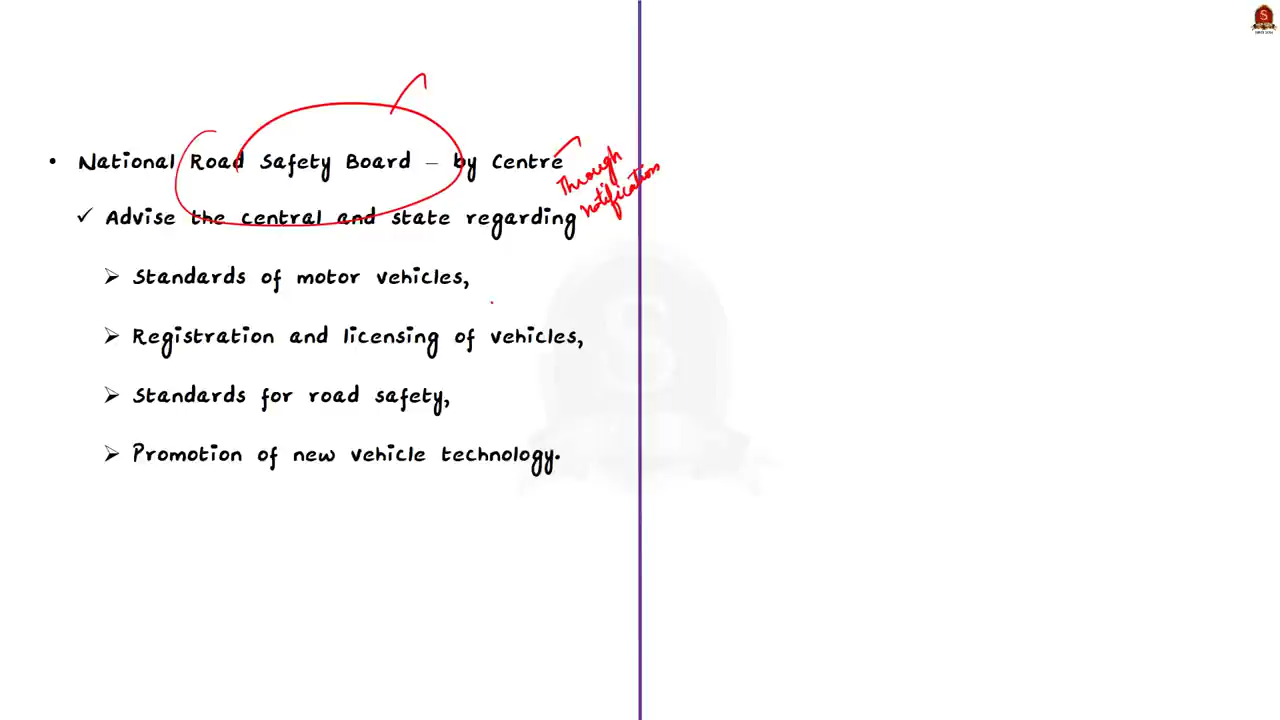 • National Road Safety Board – by Centre
Through
notification
✓ Advise the central and state regarding
➢ Standards of motor vehicles,
➢ Registration and licensing of vehicles,
➢ Standards for road safety,
➢ Promotion of new vehicle technology.